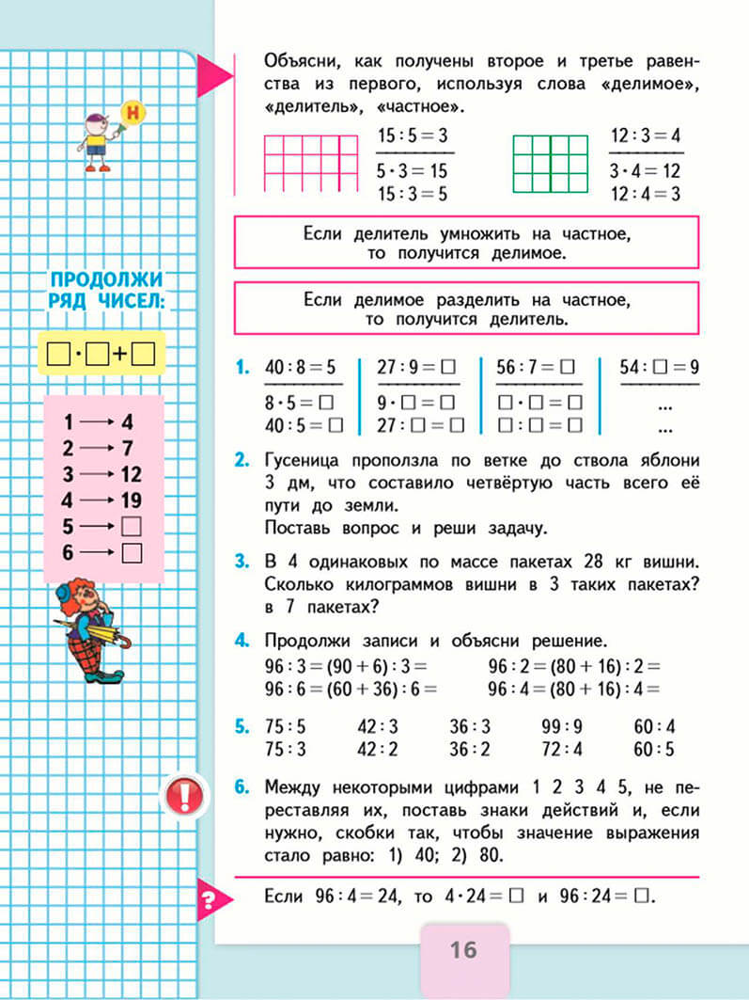 Объясни, как получены второе и третье равен-
ства из первого, используя слова «делимое»,
«делитель», «частное».
Н
15 : 5 = 3 12 : 3 = 4
5 · 3 = 15 3 · 4 = 12
15 : 3 = 5 12 : 4 = 3
Если делитель умножить на частное,
то получится делимое.
Если делимое разделить на частное,
то получится делитель.
ПРОДОЛЖИ
РЯД ЧИСЕЛ:
□ · □ + □
1 → 4
2 → 7
3 → 12
4 → 19
5 → □
6 → □
1. 40 : 8 = 5 27 : 9 = □ 56 : 7 = □ 54 : □ = 9
8 · 5 = □ 9 · □ = □ □ · □ = □ ...
40 : 5 = □ 27 : □ = □ □ : □ = □ ...
2. Гусеница проползла по ветке до ствола яблони
3 дм, что составило четвёртую часть всего её
пути до земли.
Поставь вопрос и реши задачу.
3. В 4 одинаковых по массе пакетах 28 кг вишни.
Сколько килограммов вишни в 3 таких пакетах?
в 7 пакетах?
4. Продолжи записи и объясни решение.
96 : 3 = (90 + 6) : 3 = 96 : 2 = (80 + 16) : 2 =
96 : 6 = (60 + 36) : 6 = 96 : 4 = (80 + 16) : 4 =
5. 75 : 5 42 : 3 36 : 3 99 : 9 60 : 4
75 : 3 42 : 2 36 : 2 72 : 4 60 : 5
!
6. Между некоторыми цифрами 1 2 3 4 5, не пе-
реставляя их, поставь знаки действий и, если
нужно, скобки так, чтобы значение выражения
стало равно: 1) 40; 2) 80.
? Если 96 : 4 = 24, то 4 · 24 = □ и 96 : 24 = □.
16